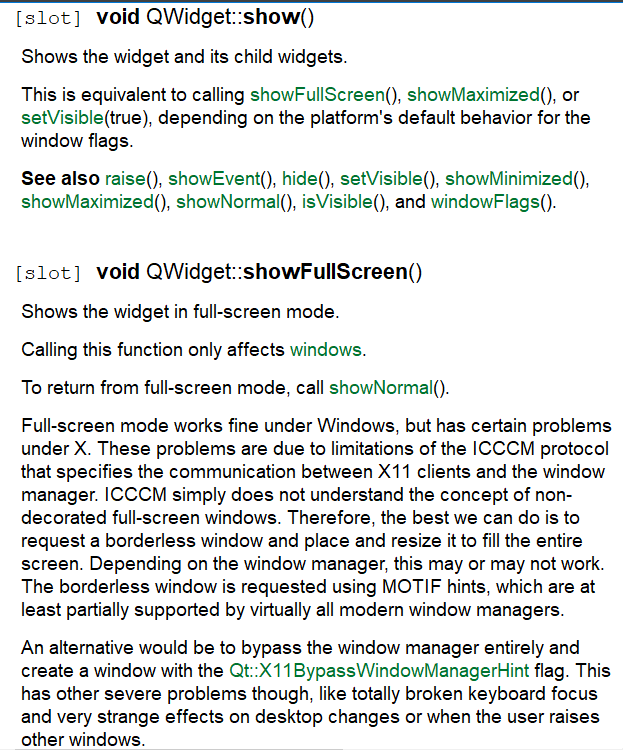 [slot] void QWidget::show()
Shows the widget and its child widgets.
This is equivalent to calling showFullScreen(), showMaximized(), or
setVisible(true), depending on the platform's default behavior for the
window flags.
See also raise(), showEvent(), hide(), setVisible(), showMinimized(),
showMaximized(), showNormal(), isVisible(), and windowFlags().
[slot] void QWidget::showFullScreen()
Shows the widget in full-screen mode.
Calling this function only affects windows.
To return from full-screen mode, call showNormal().
Full-screen mode works fine under Windows, but has certain problems
under X. These problems are due to limitations of the ICCCM protocol
that specifies the communication between X11 clients and the window
manager. ICCCM simply does not understand the concept of non-
decorated full-screen windows. Therefore, the best we can do is to
request a borderless window and place and resize it to fill the entire
screen. Depending on the window manager, this may or may not work.
The borderless window is requested using MOTIF hints, which are at
least partially supported by virtually all modern window managers.
An alternative would be to bypass the window manager entirely and
create a window with the Qt::X11BypassWindowManagerHint flag. This
has other severe problems though, like totally broken keyboard focus
and very strange effects on desktop changes or when the user raises
other windows.